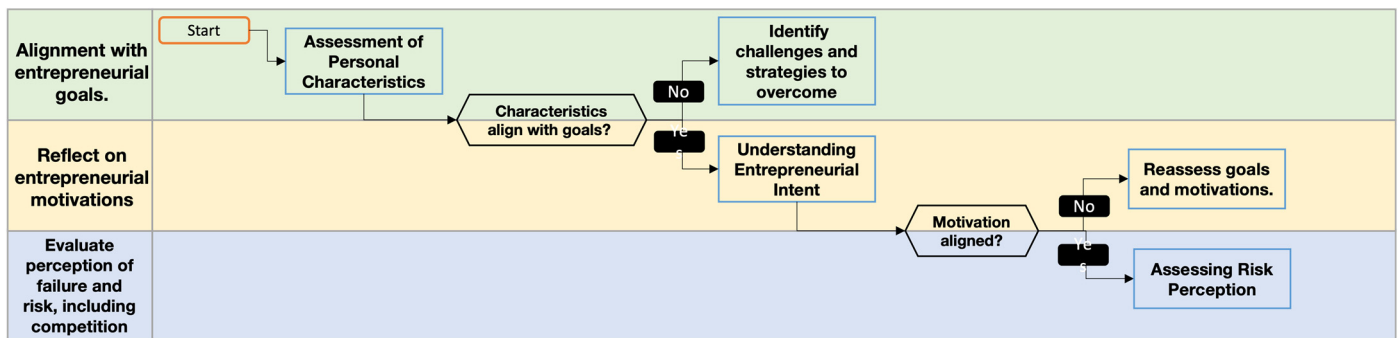 Alignment with
entrepreneurial
goals.
Start
Assessment of
Personal
Characteristics
Characteristics
align with goals?
No
Identify
challenges and
strategies to
overcome
Reflect on
entrepreneurial
motivations
Ye
s
Understanding
Entrepreneurial
Intent
Motivation
aligned?
No
Reassess goals
and motivations.
Evaluate
perception of
failure and
risk, including
competition
Ye
s
Assessing Risk
Perception